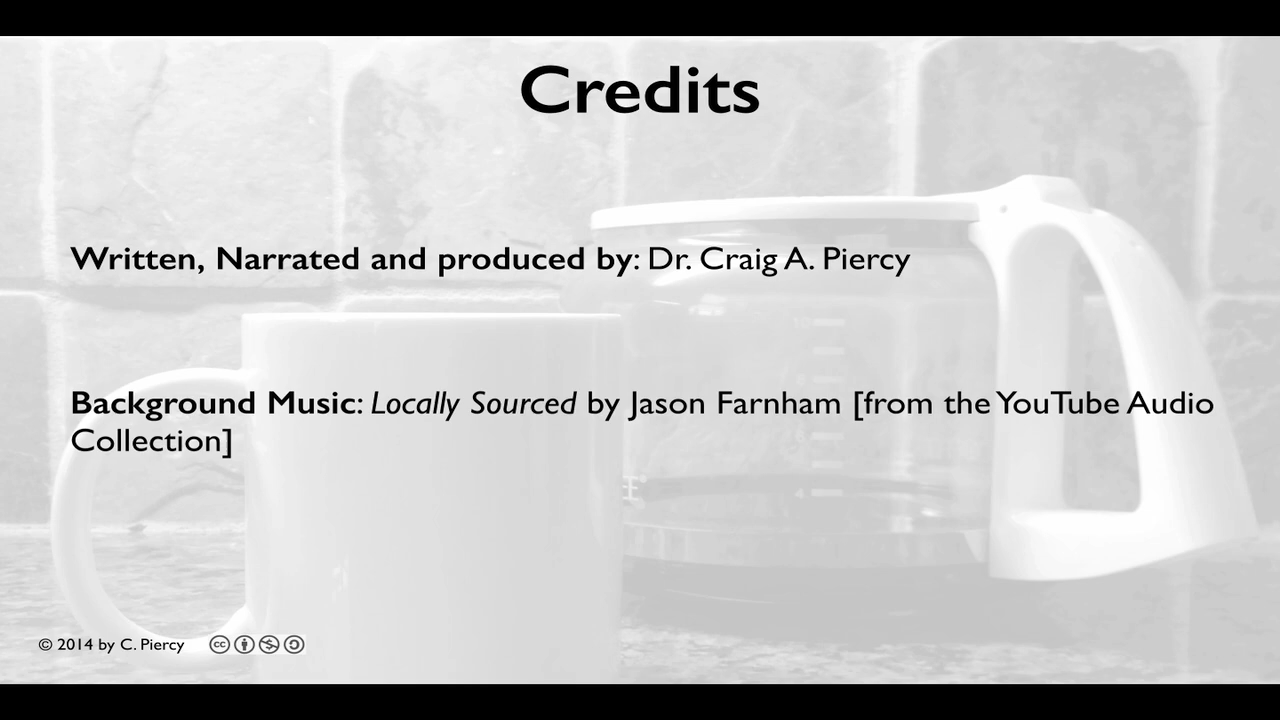 Credits
Written, Narrated and produced by: Dr. Craig A. Piercy
Background Music: Locally Sourced by Jason Farnham [from the YouTube Audio
Collection]
© 2014 by C. Piercy